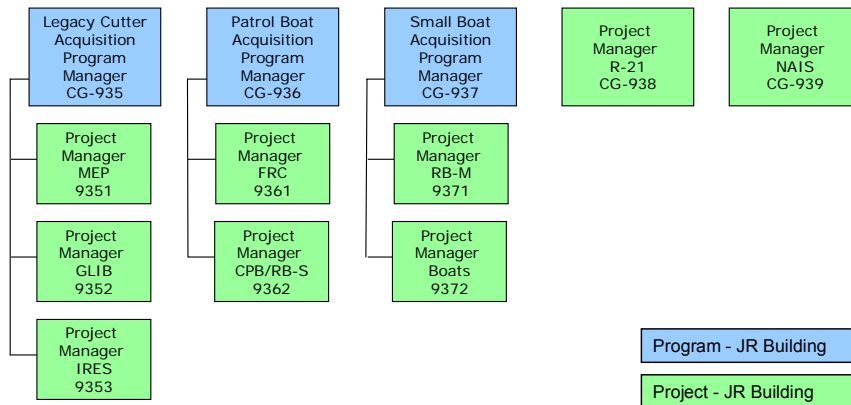 Legacy Cutter
Acquisition
Program
Manager
CG-935
Patrol Boat
Acquisition
Program
Manager
CG-936
Small Boat
Acquisition
Program
Manager
CG-937
Project
Manager
R-21
CG-938
Project
Manager
NAIS
CG-939
Project
Manager
MEP
9351
Project
Manager
FRC
9361
Project
Manager
RB-M
9371
Project
Manager
GLIB
9352
Project
Manager
CPB/RB-S
9362
Project
Manager
Boats
9372
Project
Manager
IRES
9353
Program - JR Building
Project - JR Building